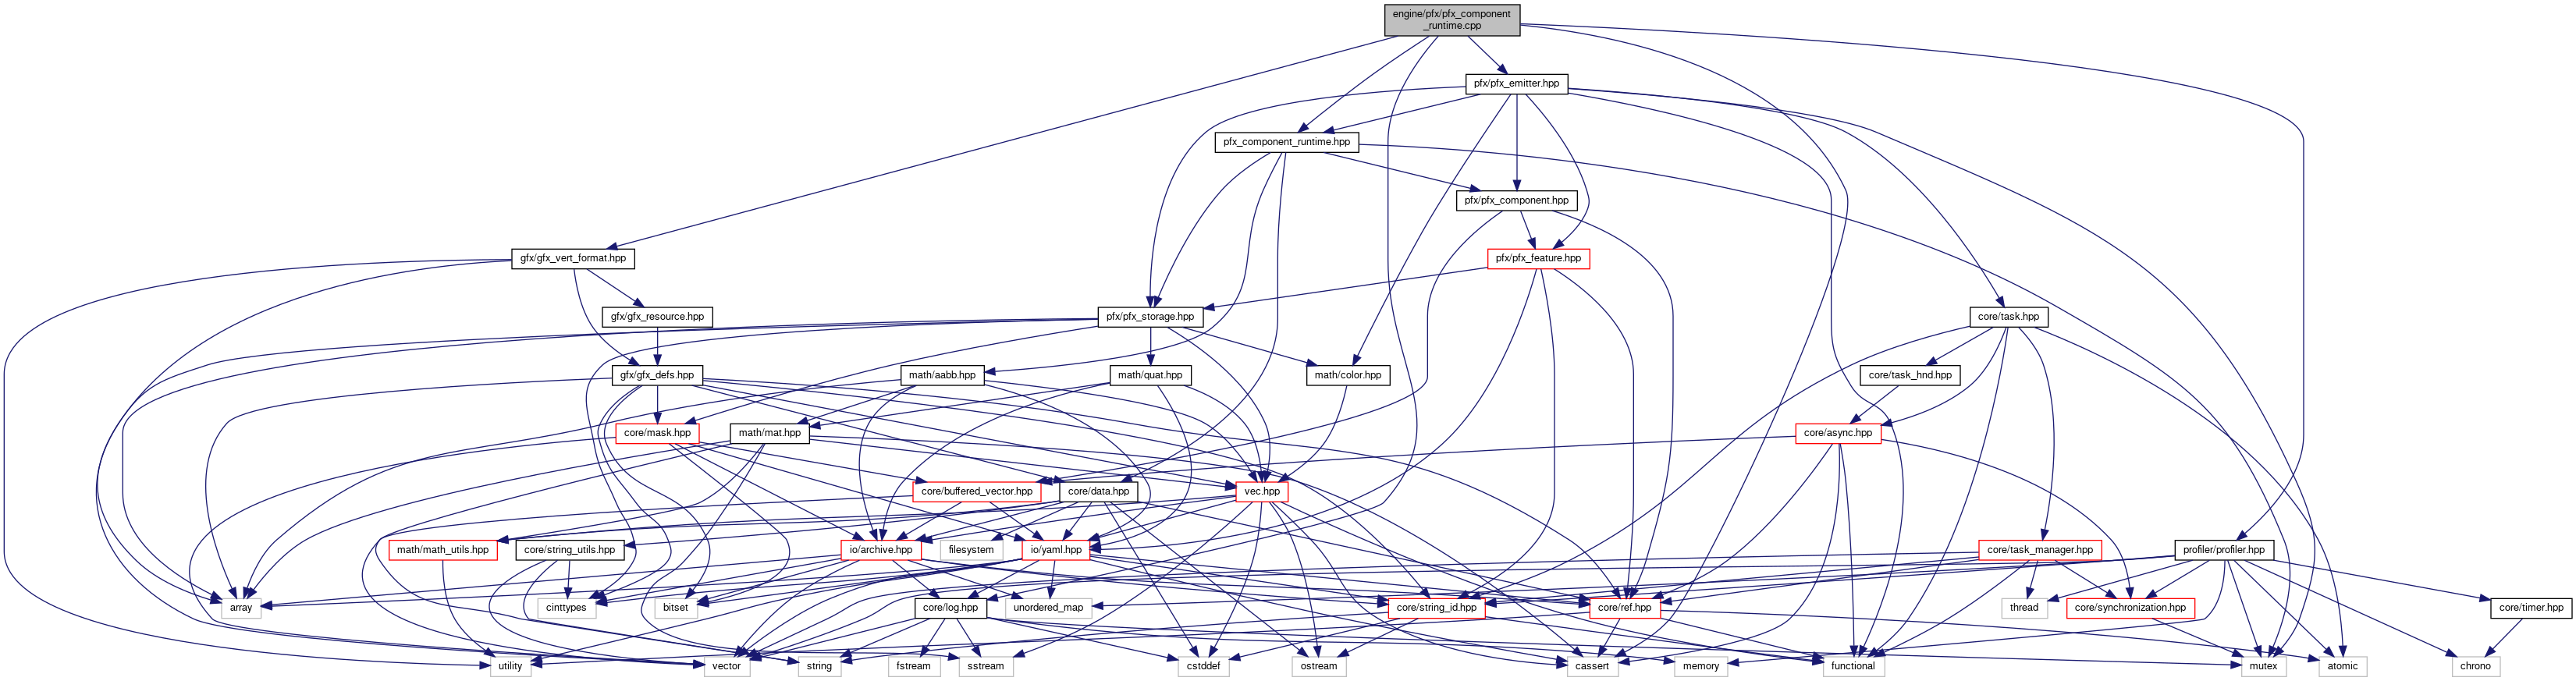 engine/pfx/pfx_component
_runtime.cpp
pfx/pfx_emitter.hpp
pfx_component_runtime.hpp
pfx/pfx_component.hpp
gfx/gfx_vert_format.hpp
pfx/pfx_feature.hpp
gfx/gfx_resource.hpp
pfx/pfx_storage.hpp
core/task.hpp
gfx/gfx_defs.hpp
math/aabb.hpp
math/quat.hpp
math/color.hpp
core/task_hnd.hpp
core/mask.hpp
math/mat.hpp
core/async.hpp
core/buffered_vector.hpp
core/data.hpp
vec.hpp
math/math_utils.hpp
core/string_utils.hpp
io/archive.hpp
filesystem
io/yaml.hpp
core/task_manager.hpp
profiler/profiler.hpp
array
cinttypes
bitset
core/log.hpp
unordered_map
core/string_id.hpp
core/ref.hpp
thread
core/synchronization.hpp
core/timer.hpp
utility
vector
string
fstream
sstream
cstddef
ostream
cassert
memory
functional
mutex
atomic
chrono